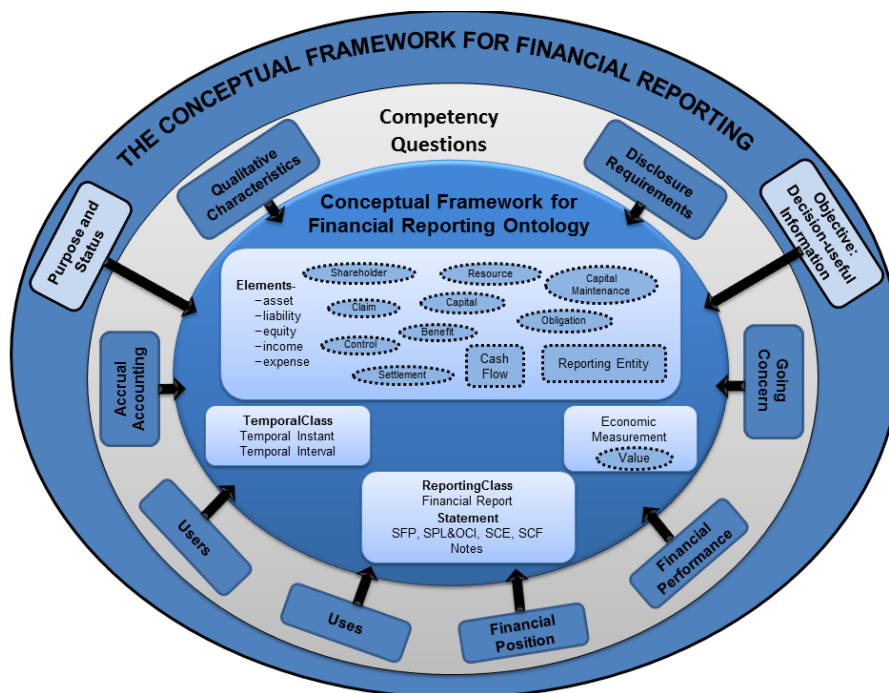 THE CONCEPTUAL FRAMEWORK FOR FINANCIAL REPORTING
Competency
Questions
Qualitative
Characteristics
Disclosure
Requirements
Purpose and
Status
Objective:
Decision-useful
Information
Conceptual Framework for
Financial Reporting Ontology
Elements-
–asset
–liability
–equity
–income
–expense
Shareholder
Resource
Capital
Maintenance
Claim
Capital
Obligation
Control
Benefit
Settlement
Cash
Flow
Reporting Entity
Accrual
Accounting
Going
Concern
TemporalClass
Temporal Instant
Temporal Interval
Economic
Measurement
Value
ReportingClass
Financial Report
Statement
SFP, SPL&OCI, SCE, SCF
Notes
Users
Uses
Financial
Position
Financial
Performance